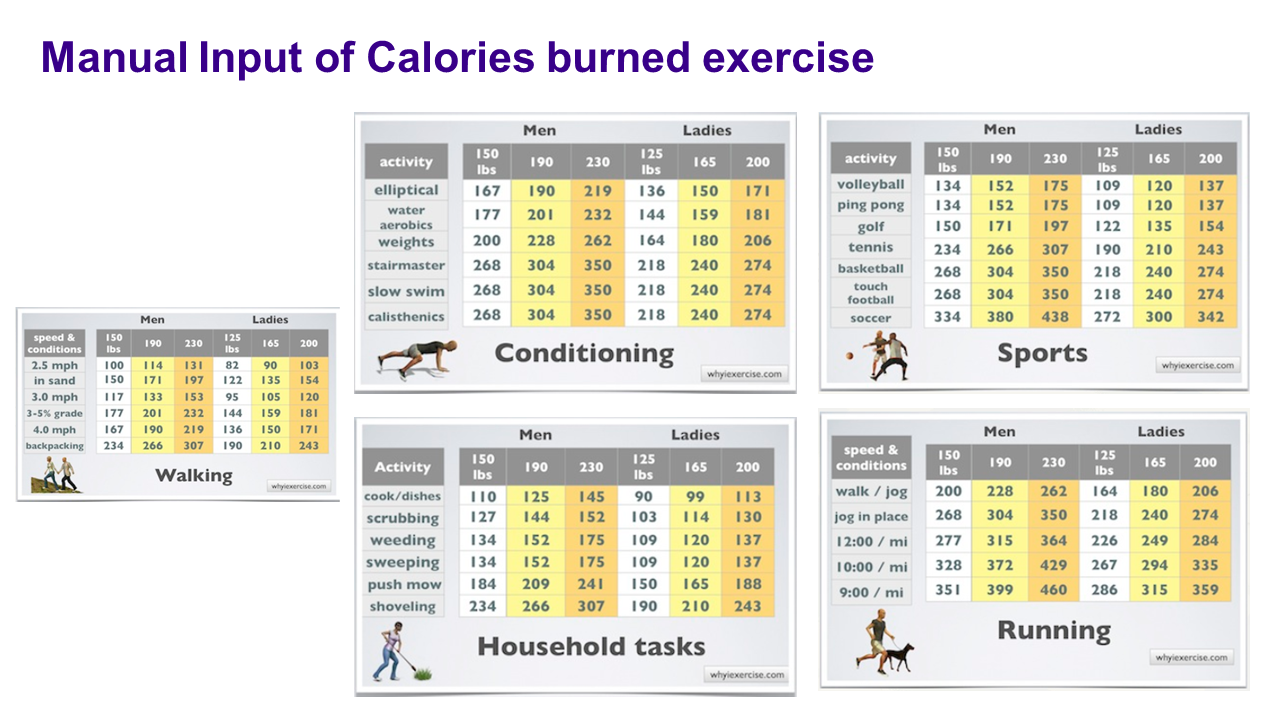 Manual Input of Calories burned exercise
Men Ladies
speed & conditions 150 lbs 190 230 125 lbs 165 200
2.5 mph 100 114 131 82 90 103
in sand 150 171 197 122 135 154
3.0 mph 117 133 153 95 105 120
3-5% grade 177 201 232 144 159 181
4.0 mph 167 190 219 136 150 171
backpacking 234 266 307 190 210 243
Walking
whyiexercise.com
Men Ladies
activity 150 lbs 190 230 125 lbs 165 200
elliptical 167 190 219 136 150 171
water aerobics 177 201 232 144 159 181
weights 200 228 262 164 180 206
stairmaster 268 304 350 218 240 274
slow swim 268 304 350 218 240 274
calisthenics 268 304 350 218 240 274
Conditioning
whyiexercise.com
Men Ladies
activity 150 lbs 190 230 125 lbs 165 200
volleyball 134 152 175 109 120 137
ping pong 134 152 175 109 120 137
golf 150 171 197 122 135 154
tennis 234 266 307 190 210 243
basketball 268 304 350 218 240 274
touch football 268 304 350 218 240 274
soccer 334 380 438 272 300 342
Sports
whyiexercise.com
Men Ladies
Activity 150 lbs 190 230 125 lbs 165 200
cook/dishes 110 125 145 90 99 113
scrubbing 127 144 152 103 114 130
weeding 134 152 175 109 120 137
sweeping 134 152 175 109 120 137
push mow 184 209 241 150 165 188
shoveling 234 266 307 190 210 243
Household tasks
whyiexercise.com
Men Ladies
speed & conditions 150 lbs 190 230 125 lbs 165 200
walk / jog 200 228 262 164 180 206
jog in place 268 304 350 218 240 274
12:00 / mi 277 315 364 226 249 284
10:00 / mi 328 372 429 267 294 335
9:00 / mi 351 399 460 286 315 359
Running
whyiexercise.com